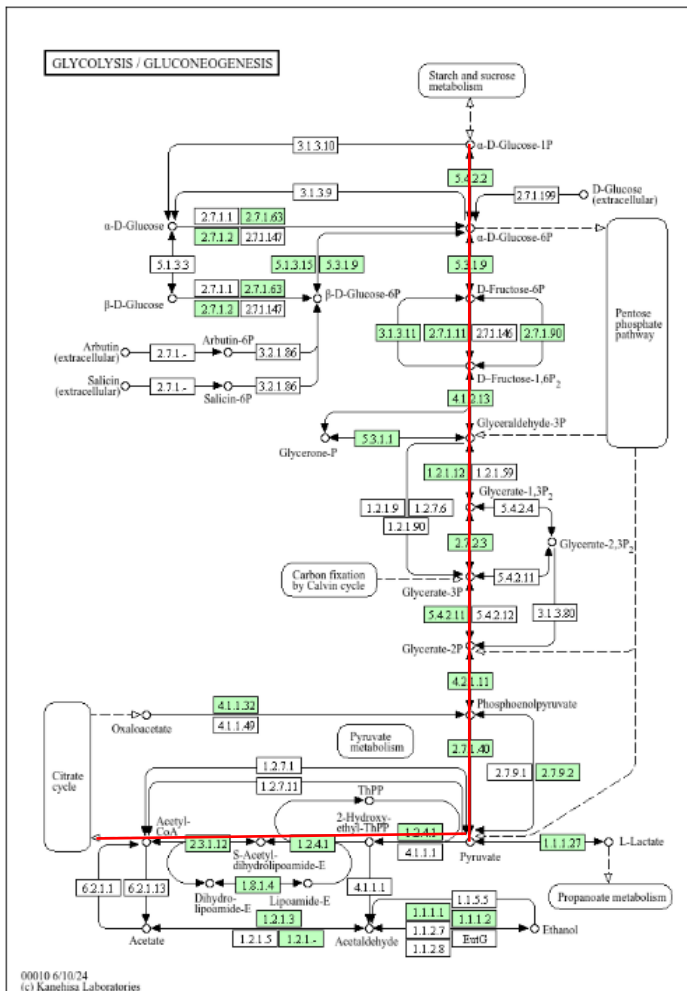 GLYCOLYSIS / GLUCONEOGENESIS
Starch and sucrose
metabolism
3.1.3.10
α-D-Glucose-1P
5.4.2.2
3.1.3.9
2.7.1.199
D-Glucose
(extracellular)
α-D-Glucose
2.7.1.1
2.7.1.63
2.7.1.2
2.7.1.147
α-D-Glucose-6P
5.1.3.3
5.1.3.15
5.3.1.9
5.3.1.9
β-D-Glucose
2.7.1.1
2.7.1.63
2.7.1.2
2.7.1.147
β-D-Glucose-6P
D-Fructose-6P
Pentose
phosphate
pathway
3.1.3.11
2.7.1.11
2.7.1.146
2.7.1.90
Arbutin
(extracellular)
2.7.1.-
Arbutin-6P
3.2.1.86
Salicin
(extracellular)
2.7.1.-
Salicin-6P
3.2.1.86
D-Fructose-1,6P2
4.1.2.13
Glyceraldehyde-3P
Glycerone-P
5.3.1.1
1.2.1.12
1.2.1.59
1.2.1.9
1.2.7.6
1.2.1.90
Glycerate-1,3P2
5.4.2.4
2.7.2.3
Glycerate-2,3P2
Carbon fixation
by Calvin cycle
Glycerate-3P
5.4.2.11
5.4.2.11
5.4.2.12
3.1.3.80
Glycerate-2P
4.2.1.11
4.1.1.32
Oxaloacetate
4.1.1.49
Phosphoenolpyruvate
Pyruvate
metabolism
2.7.1.40
Citrate
cycle
1.2.7.1
1.2.7.11
2.7.9.1
2.7.9.2
ThPP
Acetyl-
CoA
2-Hydroxy-
ethyl-ThPP
1.2.4.1
2.3.1.12
1.2.4.1
4.1.1.1
Pyruvate
1.1.1.27
L-Lactate
S-Acetyl-
dihydrolipoamide-E
6.2.1.1
6.2.1.13
1.8.1.4
Dihydro-
lipoamide-E
Lipoamide-E
4.1.1.1
Propanoate metabolism
1.1.5.5
1.2.1.3
1.1.1.1
1.1.1.2
Acetate
1.2.1.5
1.2.1.-
Acetaldehyde
1.1.2.7
EutG
Ethanol
1.1.2.8
00010 6/10/24
(c) Kanehisa Laboratories